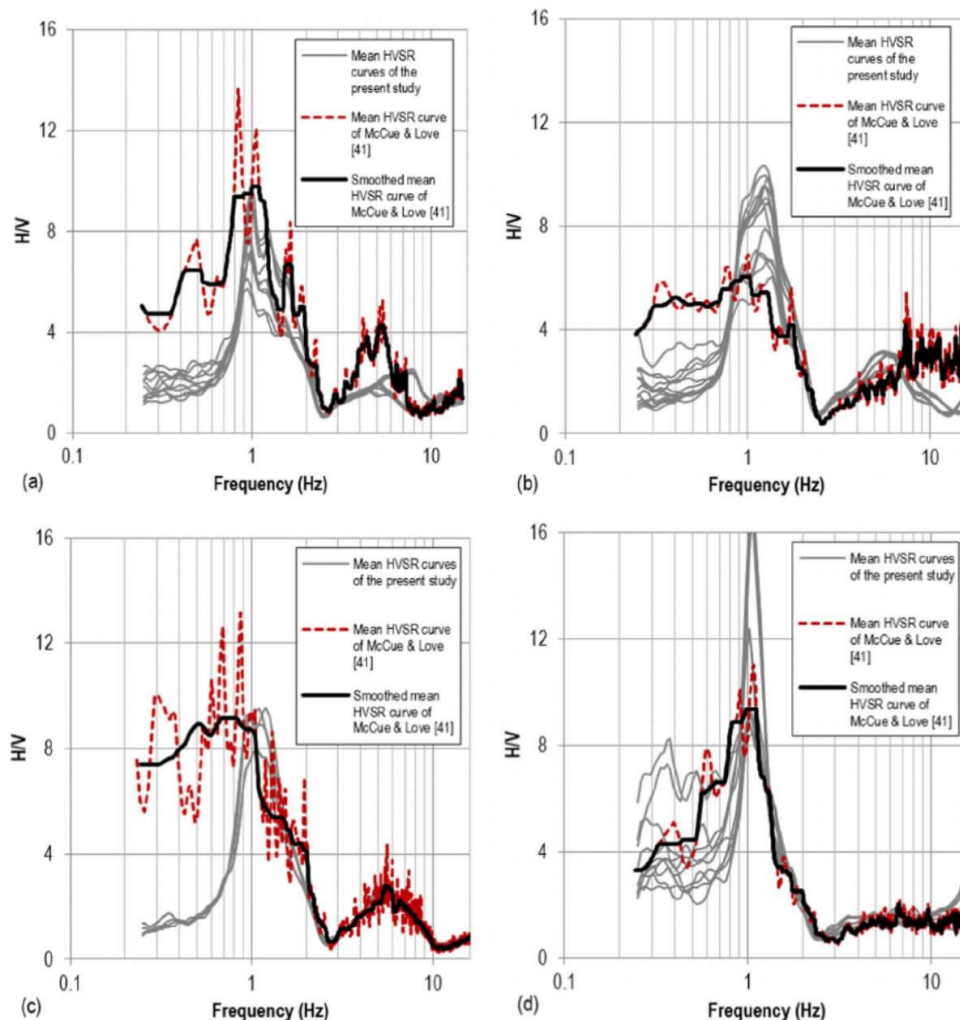 16
12
8
4
0
H/V
0.1
1
10
Frequency (Hz)
(a)
Mean HVSR
curves of the
present study
Mean HVSR curve
of McCue & Love
[41]
Smoothed mean
HVSR curve of
McCue & Love [41]
16
12
8
4
0
H/V
0.1
1
10
Frequency (Hz)
(b)
Mean HVSR
curves of the
present study
Mean HVSR curve
of McCue & Love
[41]
Smoothed mean
HVSR curve of
McCue & Love [41]
16
12
8
4
0
H/V
0.1
1
10
Frequency (Hz)
(c)
Mean HVSR curves
of the present study
Mean HVSR curve
of McCue & Love
[41]
Smoothed mean
HVSR curve of
McCue & Love [41]
16
12
8
4
0
H/V
0.1
1
10
Frequency (Hz)
(d)
Mean HVSR curves
of the present study
Mean HVSR curve
of McCue & Love
[41]
Smoothed mean
HVSR curve of
McCue & Love [41]